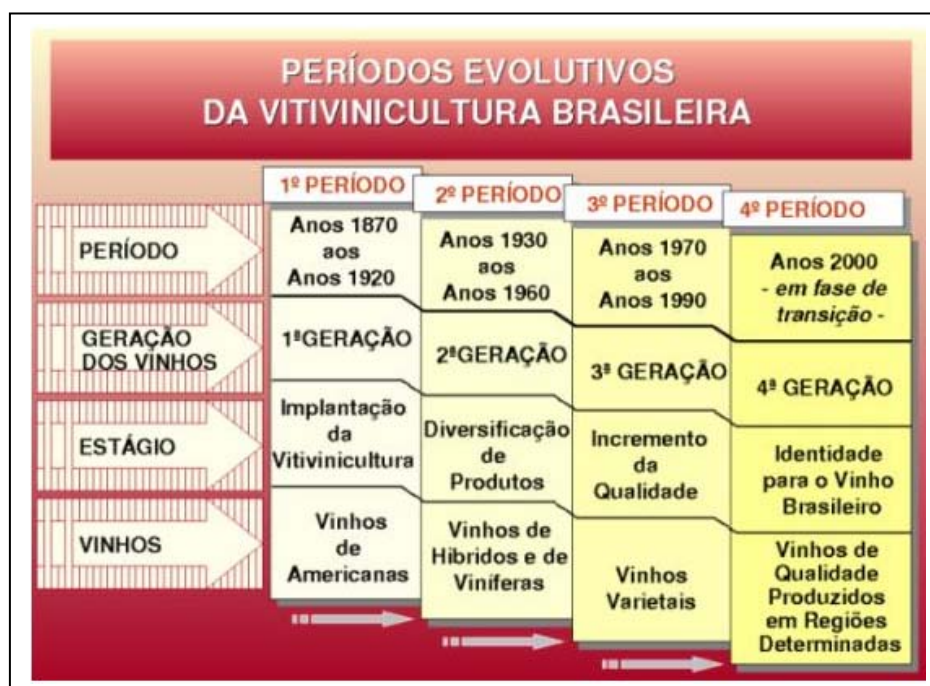 PERÍODOS EVOLUTIVOS
DA VITIVINICULTURA BRASILEIRA
1º PERÍODO
2º PERÍODO
3º PERÍODO
4º PERÍODO
PERÍODO
Anos 1870
aos
Anos 1920
Anos 1930
aos
Anos 1960
Anos 1970
aos
Anos 1990
Anos 2000
- em fase de
transição -
GERAÇÃO
DOS VINHOS
1ªGERAÇÃO
2ªGERAÇÃO
3ª GERAÇÃO
4ª GERAÇÃO
ESTÁGIO
Implantação
da
Vitivinicultura
Diversificação
de
Produtos
Incremento
da
Qualidade
Identidade
para o Vinho
Brasileiro
VINHOS
Vinhos
de
Americanas
Vinhos de
Hibridos e de
Viníferas
Vinhos
Varietais
Vinhos de
Qualidade
Produzidos
em Regiões
Determinadas